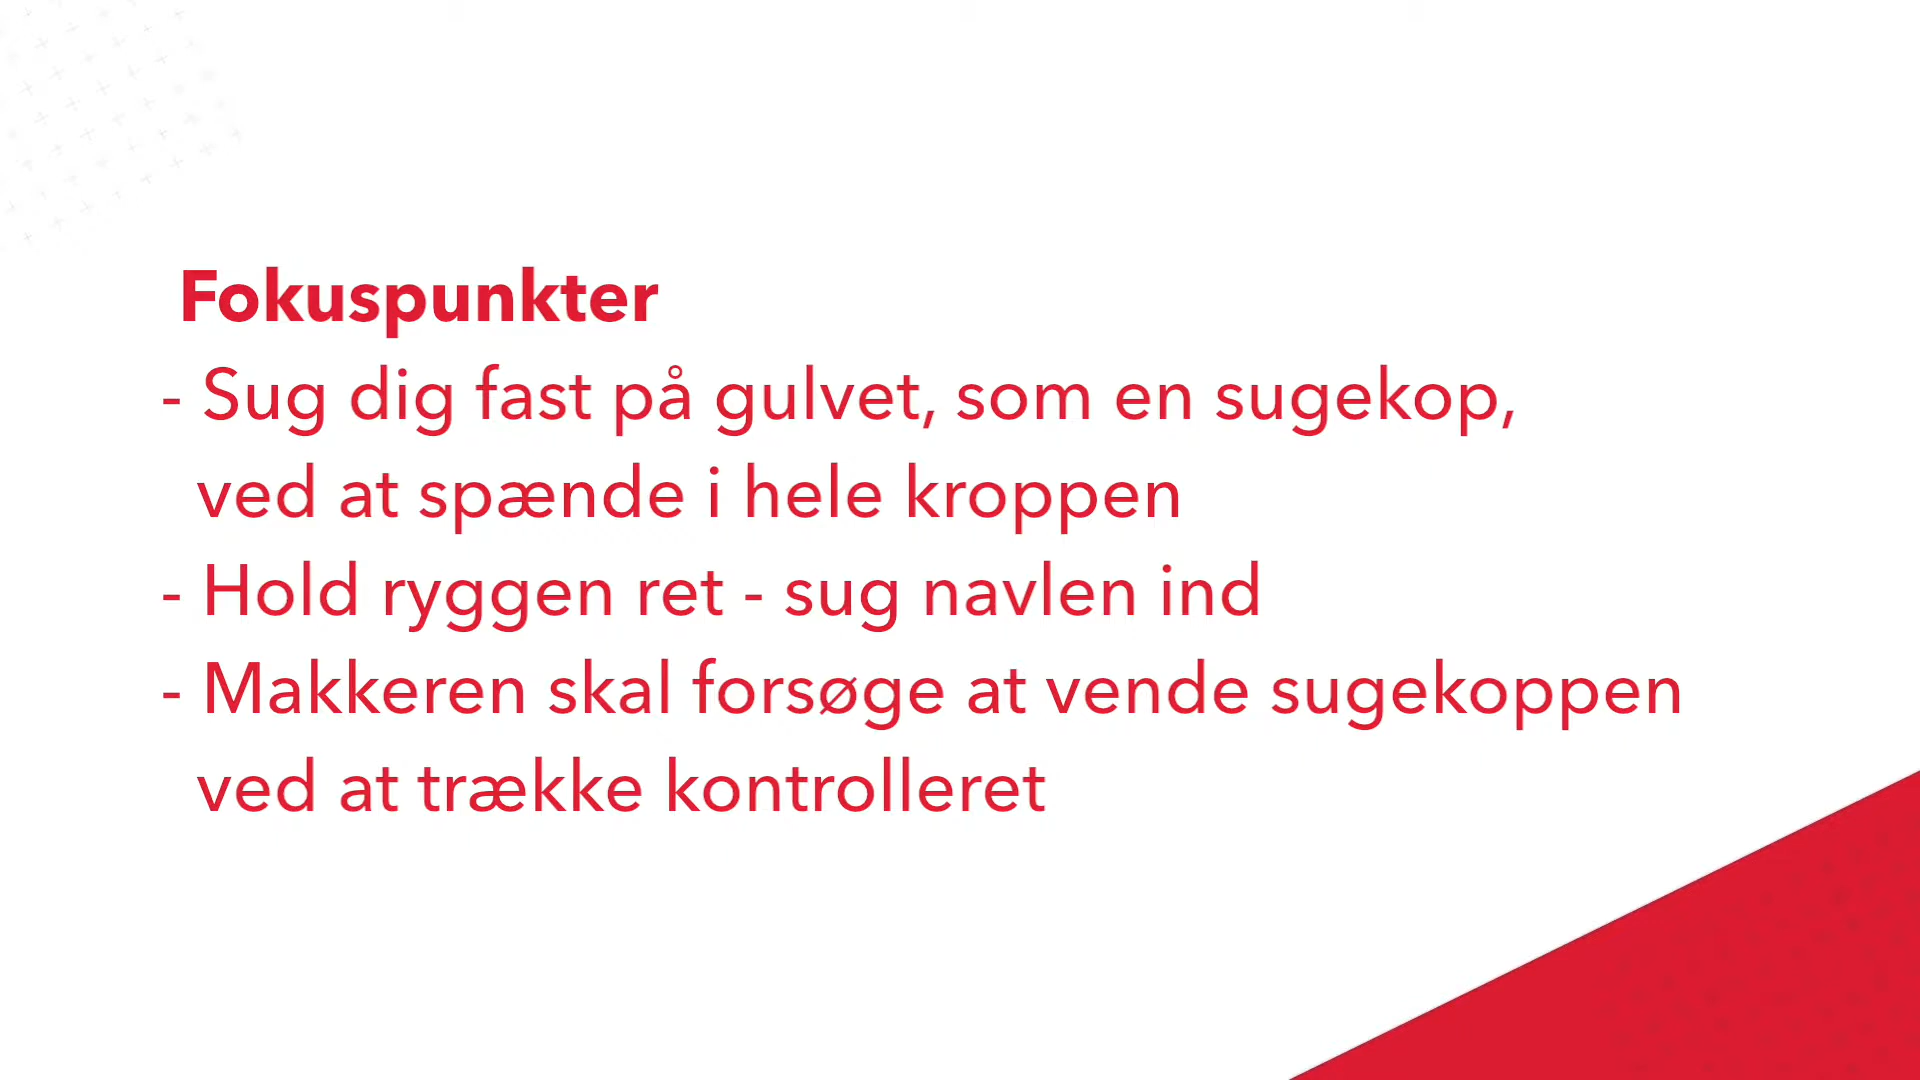 Fokuspunkter
- Sug dig fast på gulvet, som en sugekop,
ved at spænde i hele kroppen
- Hold ryggen ret - sug navlen ind
- Makkeren skal forsøge at vende sugekoppen
ved at trække kontrolleret